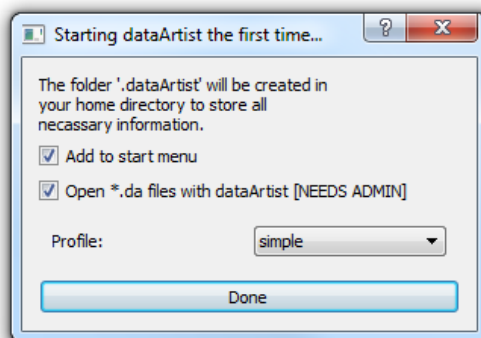 Starting dataArtist the first time...
The folder '.dataArtist' will be created in
your home directory to store all
necassary information.
Add to start menu
Open *.da files with dataArtist [NEEDS ADMIN]
Profile: simple
Done